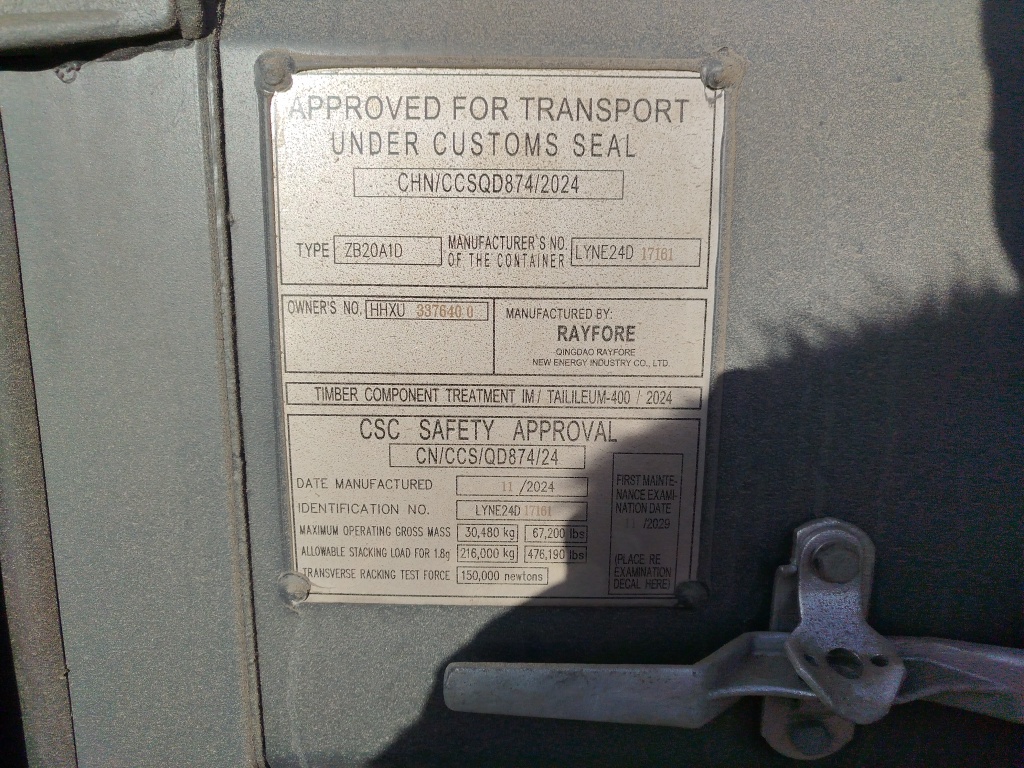 APPROVED FOR TRANSPORT
UNDER CUSTOMS SEAL
CHN/CCSQD874/2024
TYPE ZB20A1D MANUFACTURER'S NO. OF THE CONTAINER LYNE24D 17161
OWNER'S NO. HHXU 337640 0
MANUFACTURED BY:
RAYFORE
QINGDAO RAYFORE
NEW ENERGY INDUSTRY CO., LTD.
TIMBER COMPONENT TREATMENT IM / TAILILEUM-400 / 2024
CSC SAFETY APPROVAL
CN/CCS/QD874/24
DATE MANUFACTURED 11 /2024
IDENTIFICATION NO. LYNE24D 17161
MAXIMUM OPERATING GROSS MASS 30,480 kg 67,200 lbs
ALLOWABLE STACKING LOAD FOR 1.8g 216,000 kg 476,190 lbs
TRANSVERSE RACKING TEST FORCE 150,000 newtons
FIRST MAINTE-
NANCE EXAMI-
NATION DATE
11 /2029
(PLACE RE
EXAMINATION
DECAL HERE)